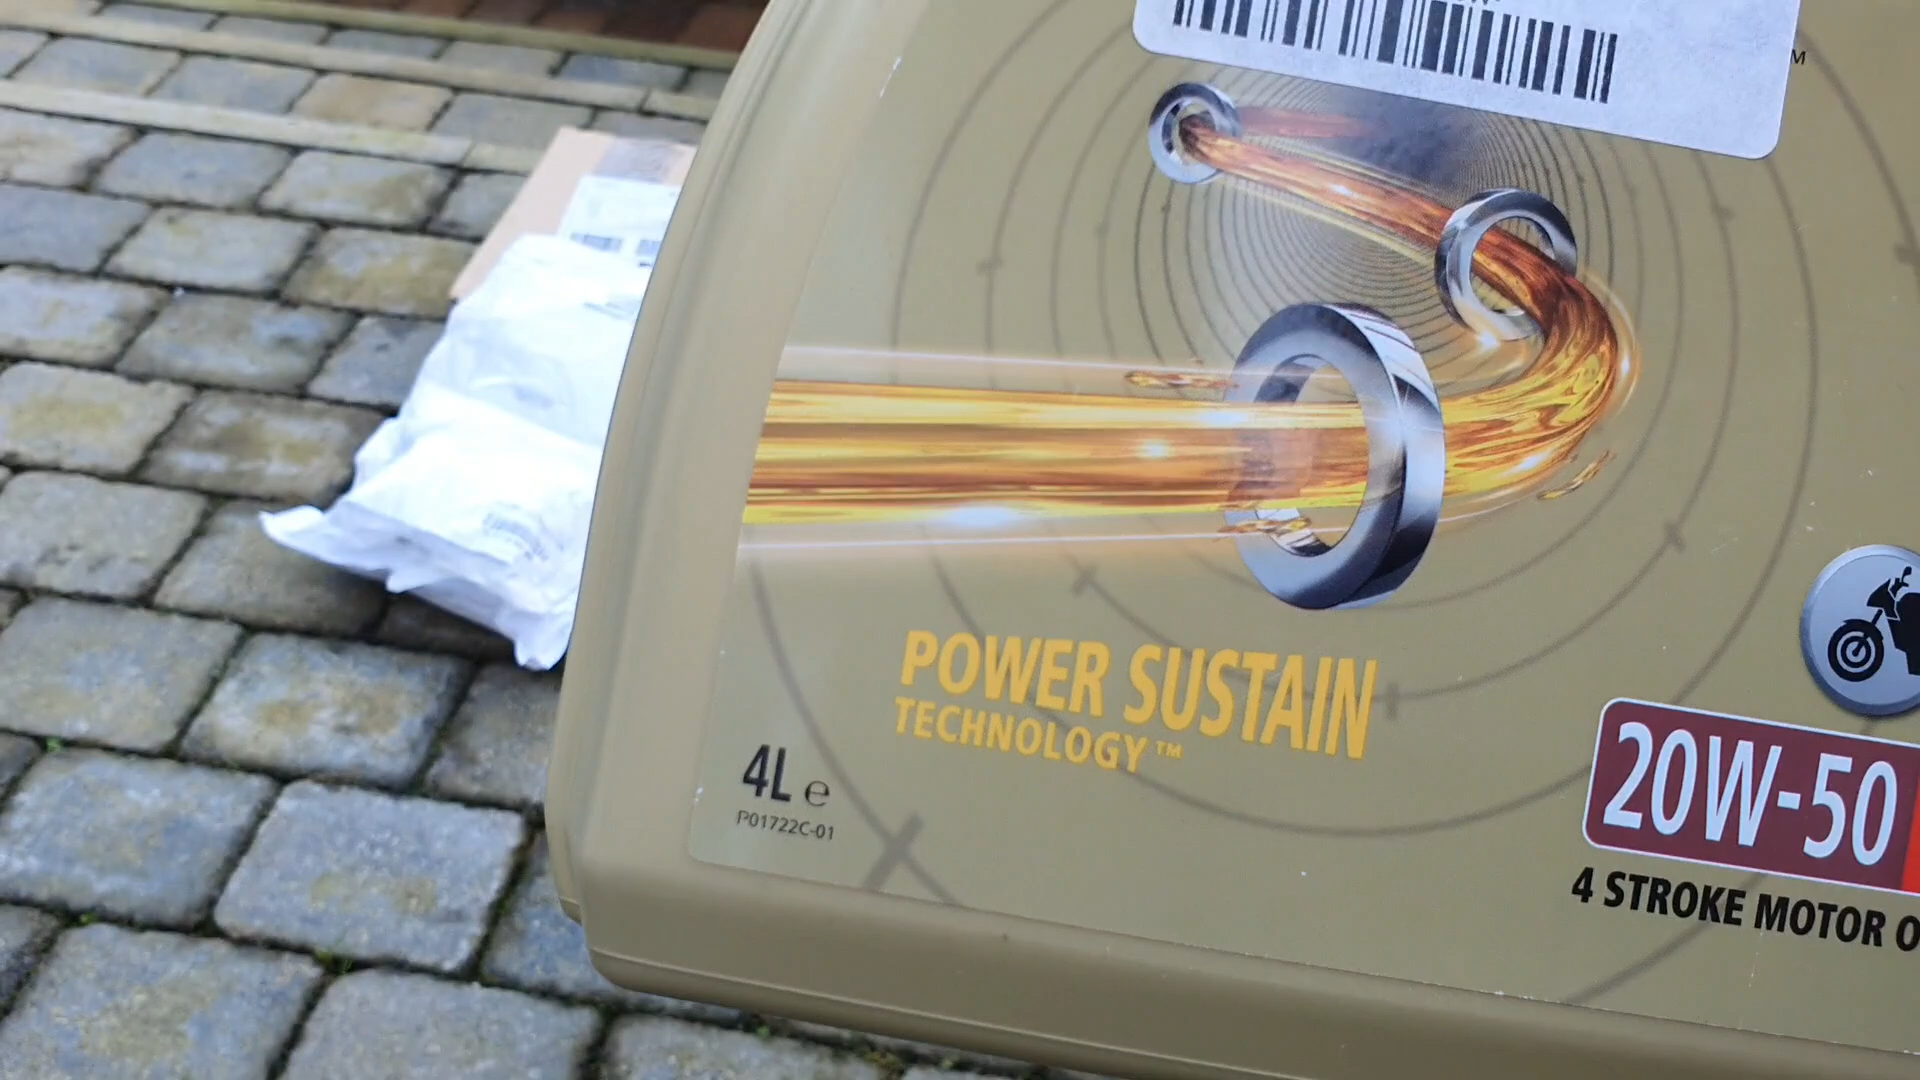 POWER SUSTAIN
TECHNOLOGY™
4L e
P01722C-01
20W-50
4 STROKE MOTOR